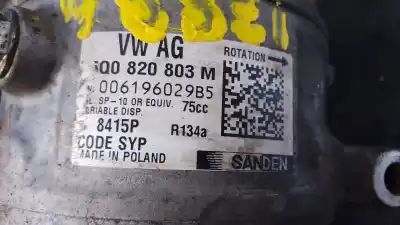 VW AG
ROTATION
Q0 820 803 M
006196029B5
SP-10 OR EQUIV. 75cc
RIABLE DISP.
8415P R134a
CODE SYP
MADE IN POLAND
SANDEN